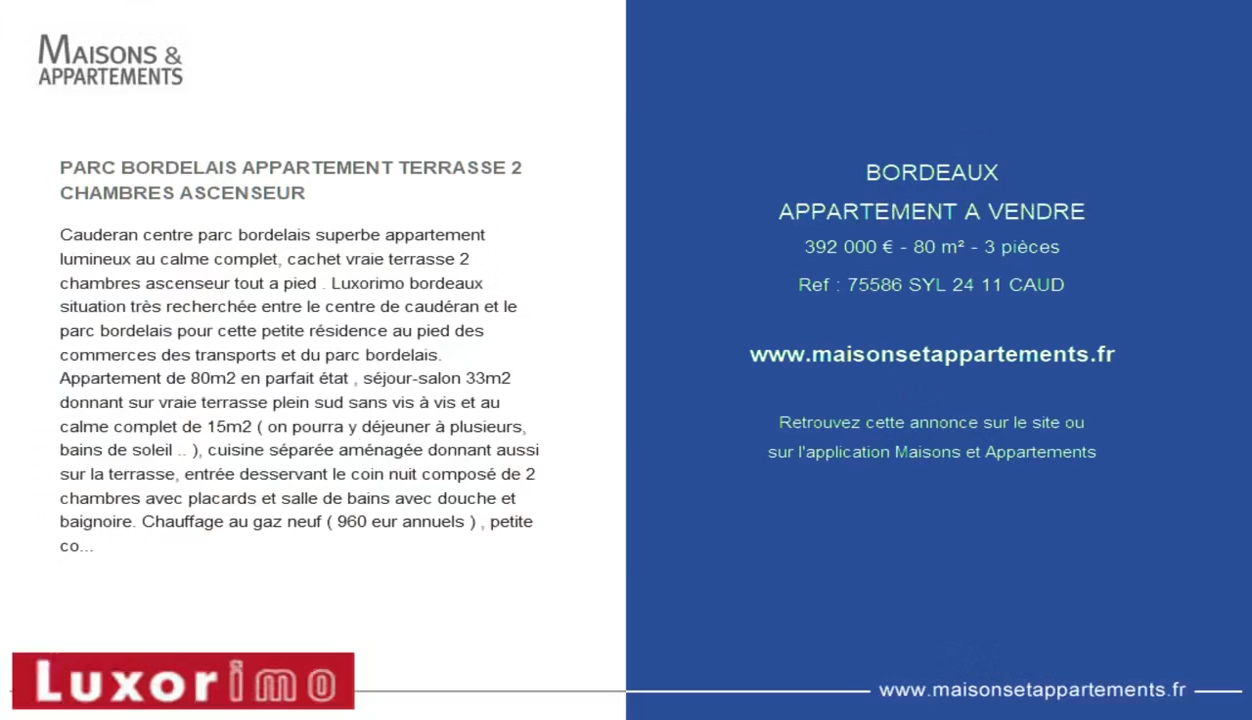 MAISONS &
APPARTEMENTS
PARC BORDELAIS APPARTEMENT TERRASSE 2
CHAMBRES ASCENSEUR
Cauderan centre parc bordelais superbe appartement
lumineux au calme complet, cachet vraie terrasse 2
chambres ascenseur tout a pied . Luxorimo bordeaux
situation très recherchée entre le centre de caudéran et le
parc bordelais pour cette petite résidence au pied des
commerces des transports et du parc bordelais.
Appartement de 80m2 en parfait état , séjour-salon 33m2
donnant sur vraie terrasse plein sud sans vis à vis et au
calme complet de 15m2 ( on pourra y déjeuner à plusieurs,
bains de soleil .. ), cuisine séparée aménagée donnant aussi
sur la terrasse, entrée desservant le coin nuit composé de 2
chambres avec placards et salle de bains avec douche et
baignoire. Chauffage au gaz neuf ( 960 eur annuels ) , petite
co...
Luxorimo
BORDEAUX
APPARTEMENT A VENDRE
392 000 € - 80 m² - 3 pièces
Ref : 75586 SYL 24 11 CAUD
www.maisonsetappartements.fr
Retrouvez cette annonce sur le site ou
sur l'application Maisons et Appartements
www.maisonsetappartements.fr